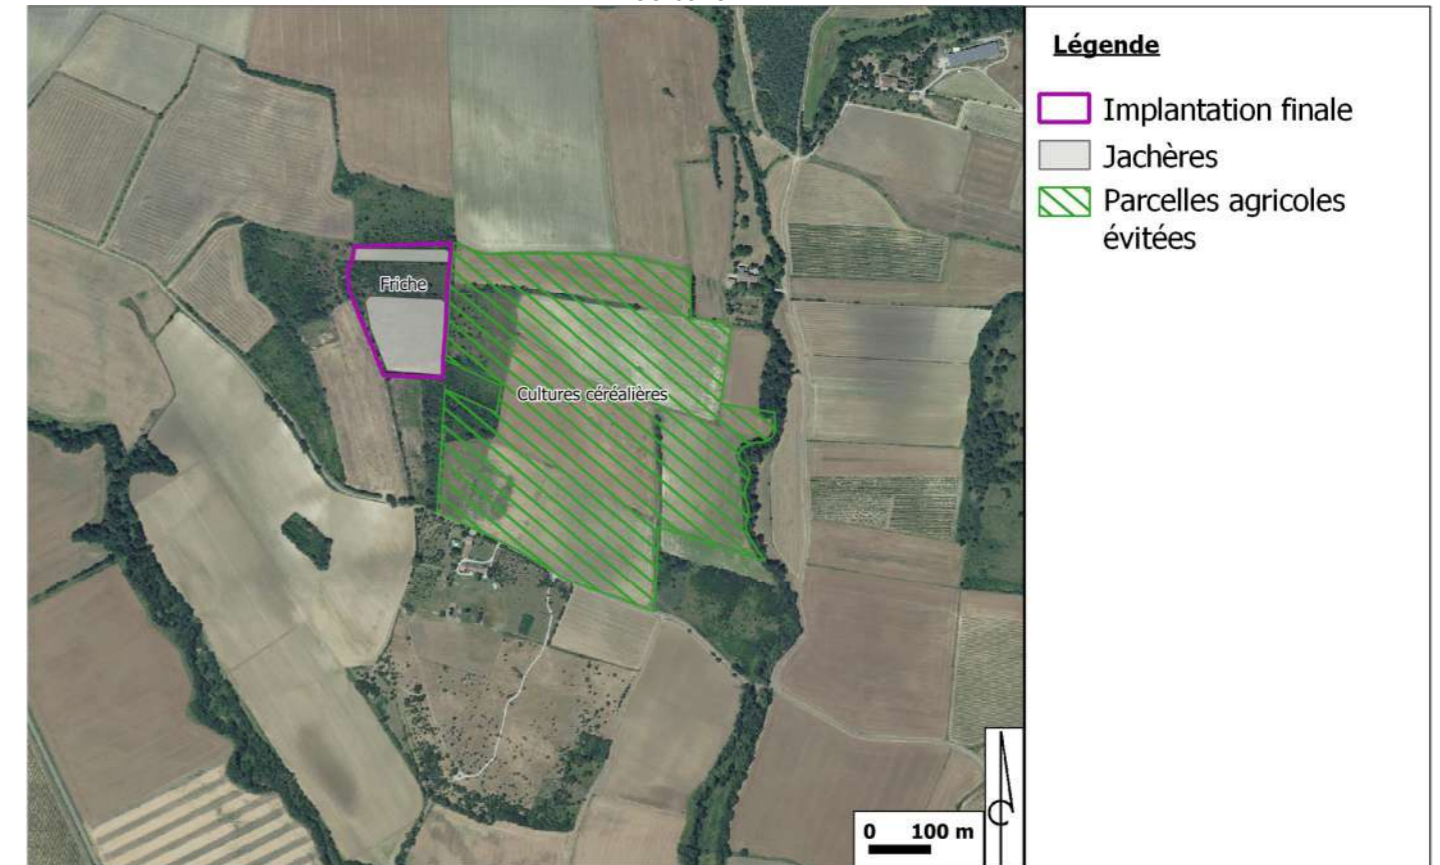 Légende
Implantation finale
Jachères
Parcelles agricoles
évitées
Friche
Cultures céréalières
0 100 m